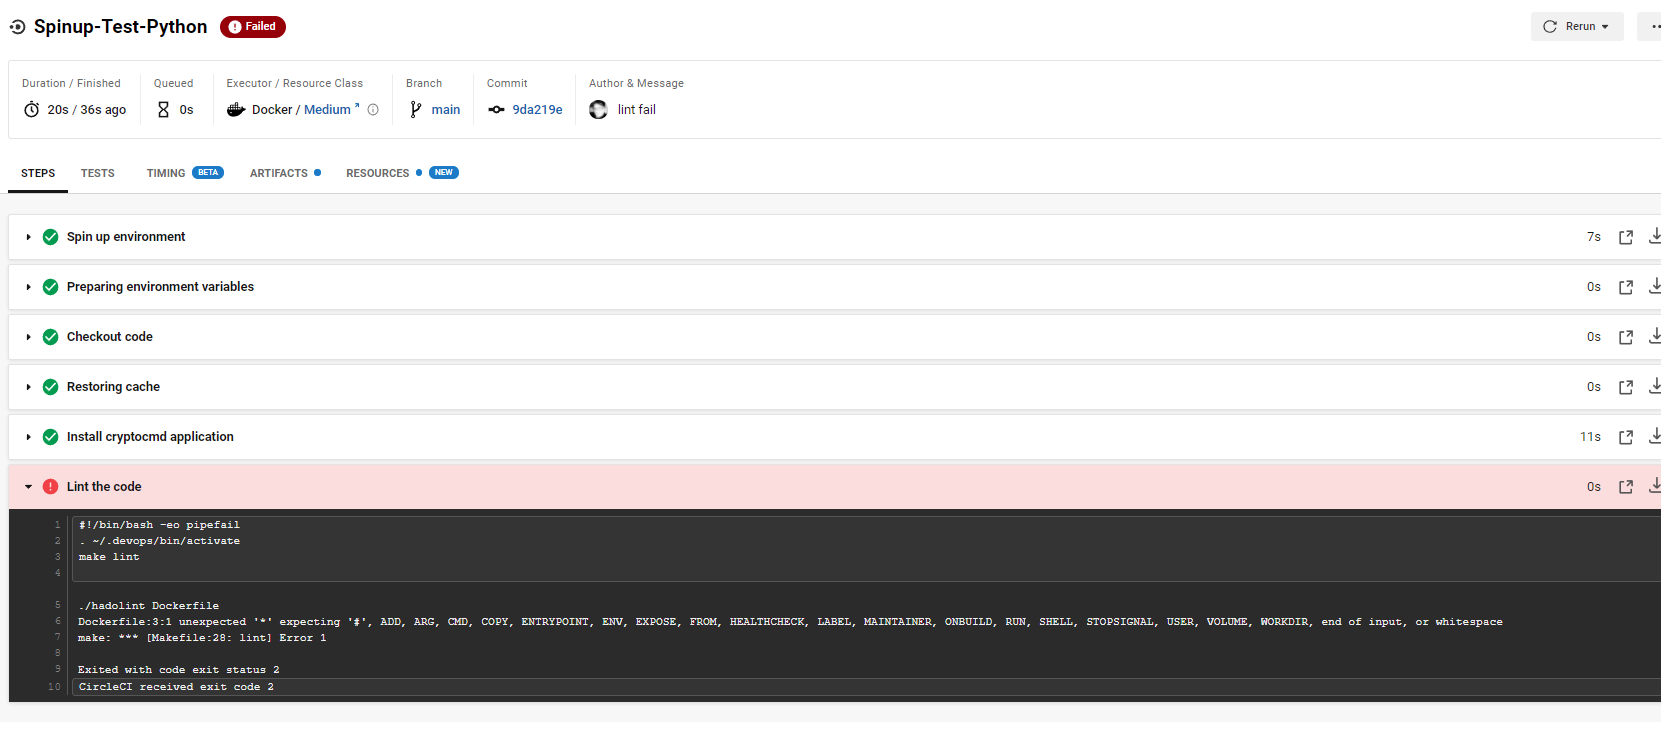 Spinup-Test-Python Failed Rerun
Duration / Finished Queued Executor / Resource Class Branch Commit Author & Message
20s / 36s ago 0s Docker / Medium main 9da219e lint fail
STEPS TESTS TIMING BETA ARTIFACTS RESOURCES NEW
Spin up environment 7s
Preparing environment variables 0s
Checkout code 0s
Restoring cache 0s
Install cryptocmd application 11s
Lint the code 0s
1 #!/bin/bash -eo pipefail
2 . ~/.devops/bin/activate
3 make lint
4
5 ./hadolint Dockerfile
6 Dockerfile:3:1 unexpected '*' expecting '#', ADD, ARG, CMD, COPY, ENTRYPOINT, ENV, EXPOSE, FROM, HEALTHCHECK, LABEL, MAINTAINER, ONBUILD, RUN, SHELL, STOPSIGNAL, USER, VOLUME, WORKDIR, end of input, or whitespace
7 make: *** [Makefile:28: lint] Error 1
8
9 Exited with code exit status 2
10 CircleCI received exit code 2